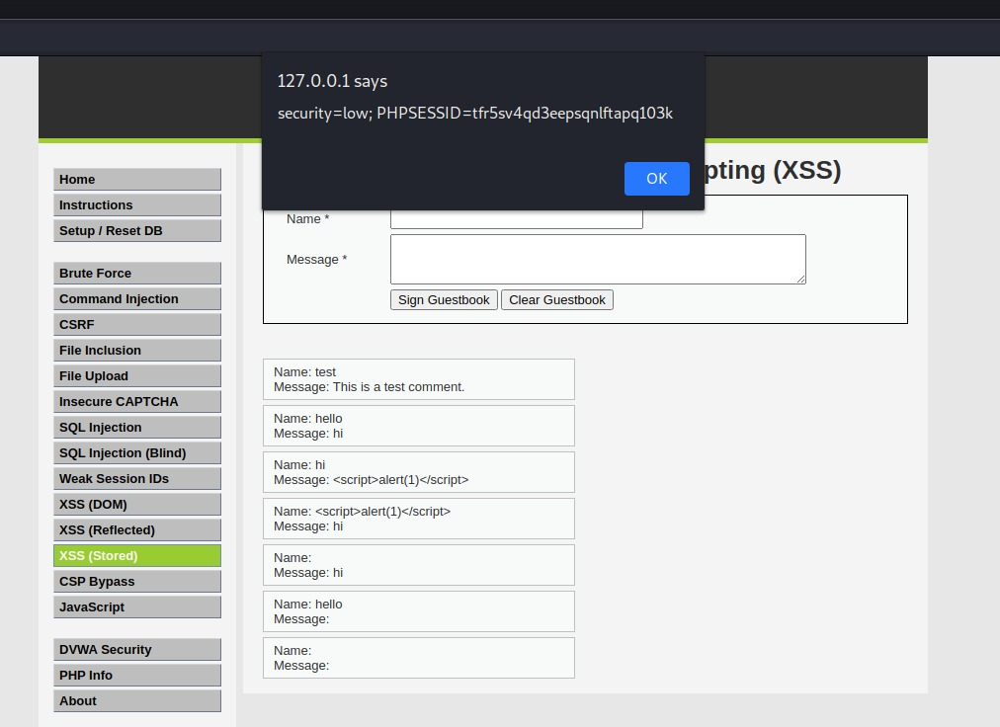 127.0.0.1 says
security=low; PHPSESSID=tfr5sv4qd3eepsqnlftapq103k
OK
pting (XSS)
Home
Instructions
Setup / Reset DB
Brute Force
Command Injection
CSRF
File Inclusion
File Upload
Insecure CAPTCHA
SQL Injection
SQL Injection (Blind)
Weak Session IDs
XSS (DOM)
XSS (Reflected)
XSS (Stored)
CSP Bypass
JavaScript
DVWA Security
PHP Info
About
Name *
Message *
Sign Guestbook Clear Guestbook
Name: test
Message: This is a test comment.
Name: hello
Message: hi
Name: hi
Message: <script>alert(1)</script>
Name: <script>alert(1)</script>
Message: hi
Name:
Message: hi
Name: hello
Message:
Name:
Message: